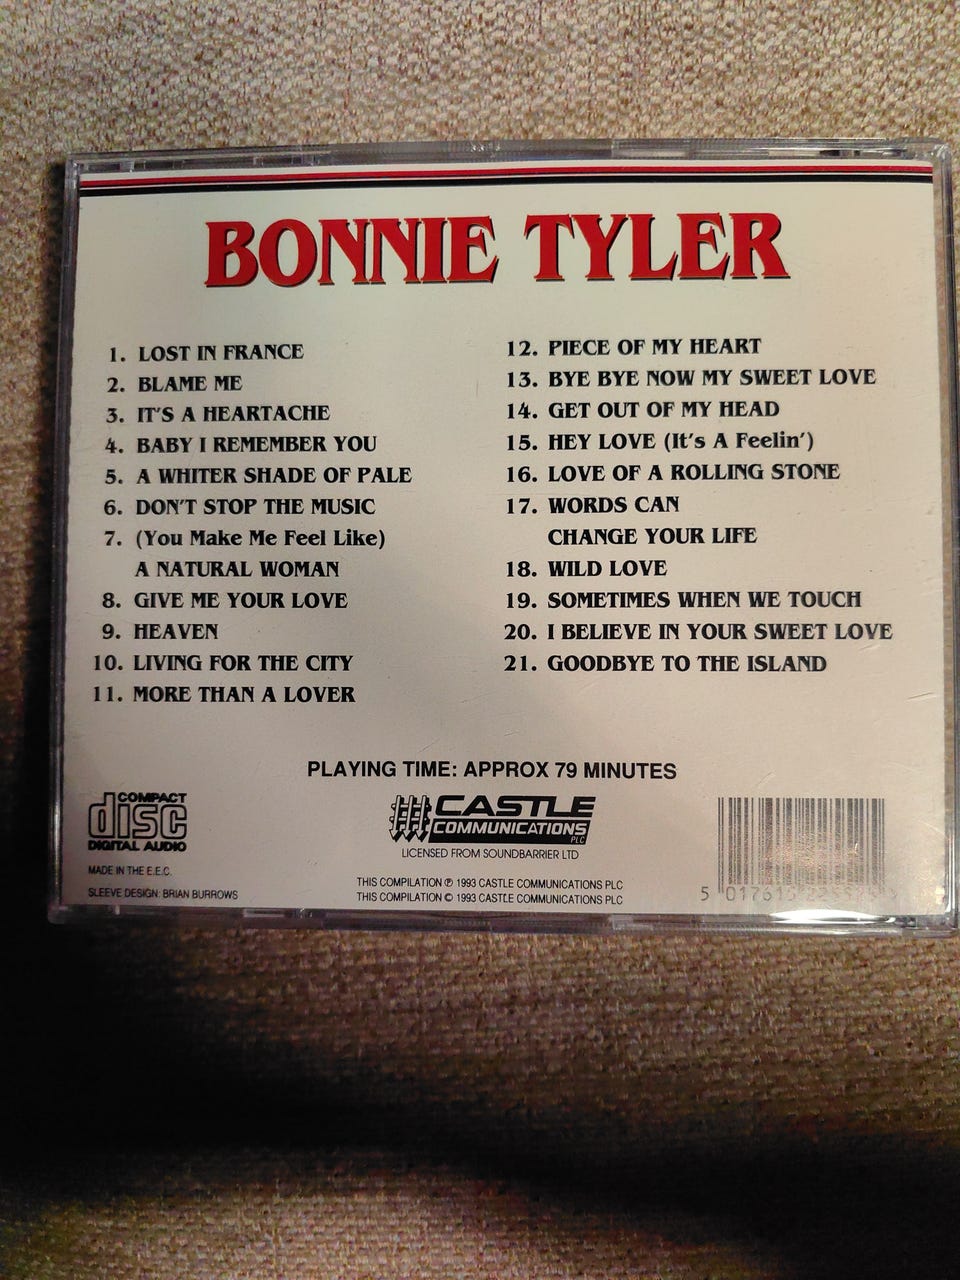 BONNIE TYLER
1. LOST IN FRANCE
2. BLAME ME
3. IT'S A HEARTACHE
4. BABY I REMEMBER YOU
5. A WHITER SHADE OF PALE
6. DON'T STOP THE MUSIC
7. (You Make Me Feel Like)
A NATURAL WOMAN
8. GIVE ME YOUR LOVE
9. HEAVEN
10. LIVING FOR THE CITY
11. MORE THAN A LOVER
12. PIECE OF MY HEART
13. BYE BYE NOW MY SWEET LOVE
14. GET OUT OF MY HEAD
15. HEY LOVE (It's A Feelin')
16. LOVE OF A ROLLING STONE
17. WORDS CAN
CHANGE YOUR LIFE
18. WILD LOVE
19. SOMETIMES WHEN WE TOUCH
20. I BELIEVE IN YOUR SWEET LOVE
21. GOODBYE TO THE ISLAND
PLAYING TIME: APPROX 79 MINUTES
COMPACT
disc
DIGITAL AUDIO
MADE IN THE E.E.C.
SLEEVE DESIGN: BRIAN BURROWS
CASTLE
COMMUNICATIONS
PLC
LICENSED FROM SOUNDBARRIER LTD
THIS COMPILATION ℗ 1993 CASTLE COMMUNICATIONS PLC
THIS COMPILATION © 1993 CASTLE COMMUNICATIONS PLC